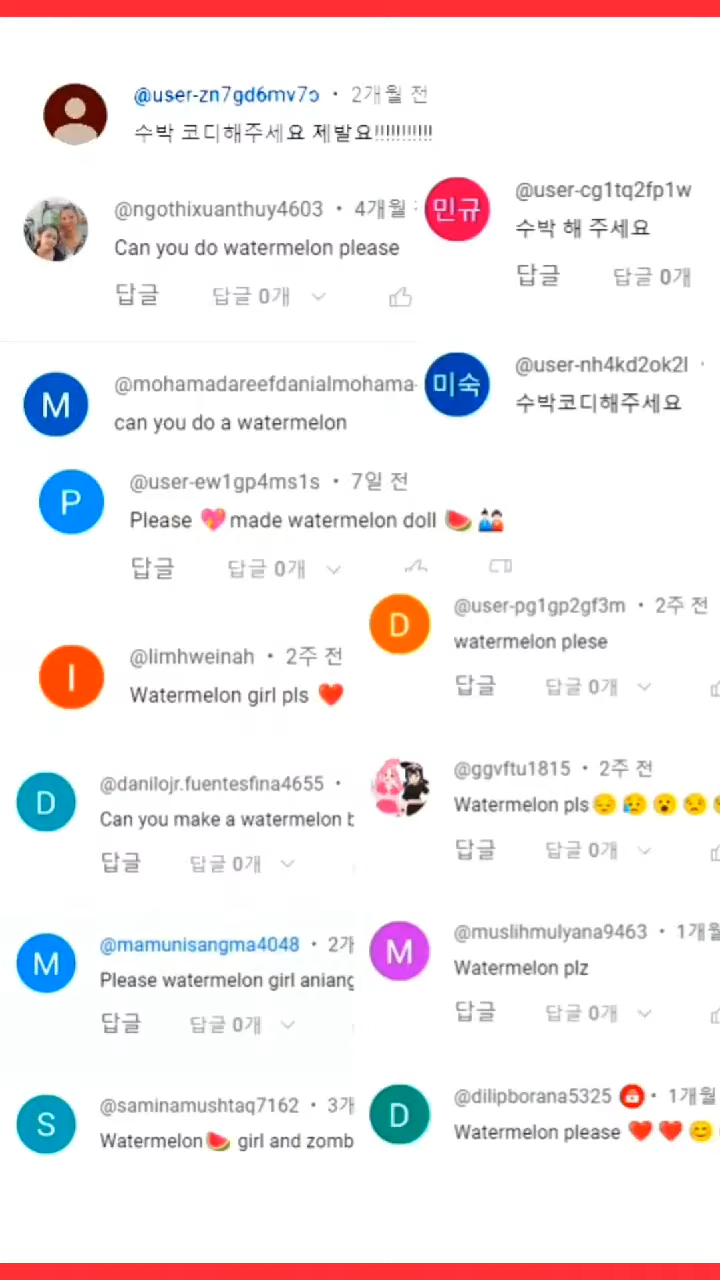 @user-zn7gd6mv7o · 2개월 전
수박 코디해주세요 제발요!!!!!!!!!!!
@ngothixuanthuy4603 · 4개월
Can you do watermelon please
답글 답글 0개
민규
@user-cg1tq2fp1w
수박 해 주세요
답글 답글 0개
M
@mohamadareefdanialmohama-
can you do a watermelon
미숙
@user-nh4kd2ok2l ·
수박코디해주세요
P
@user-ew1gp4ms1s · 7일 전
Please 💖 made watermelon doll 🍉 🎎
답글 답글 0개
I
@limhweinah · 2주 전
Watermelon girl pls ❤️
D
@user-pg1gp2gf3m · 2주 전
watermelon plese
답글 답글 0개
D
@danilojr.fuentesfina4655 ·
Can you make a watermelon b
답글 답글 0개
@ggvftu1815 · 2주 전
Watermelon pls 😔 😥 😮 😒
답글 답글 0개
M
@mamunisangma4048 · 2개
Please watermelon girl aniang
답글 답글 0개
M
@muslihmulyana9463 · 1개월
Watermelon plz
답글 답글 0개
S
@saminamushtaq7162 · 3개
Watermelon 🍉 girl and zomb
D
@dilipborana5325 · 1개월
Watermelon please ❤️ ❤️ 😊